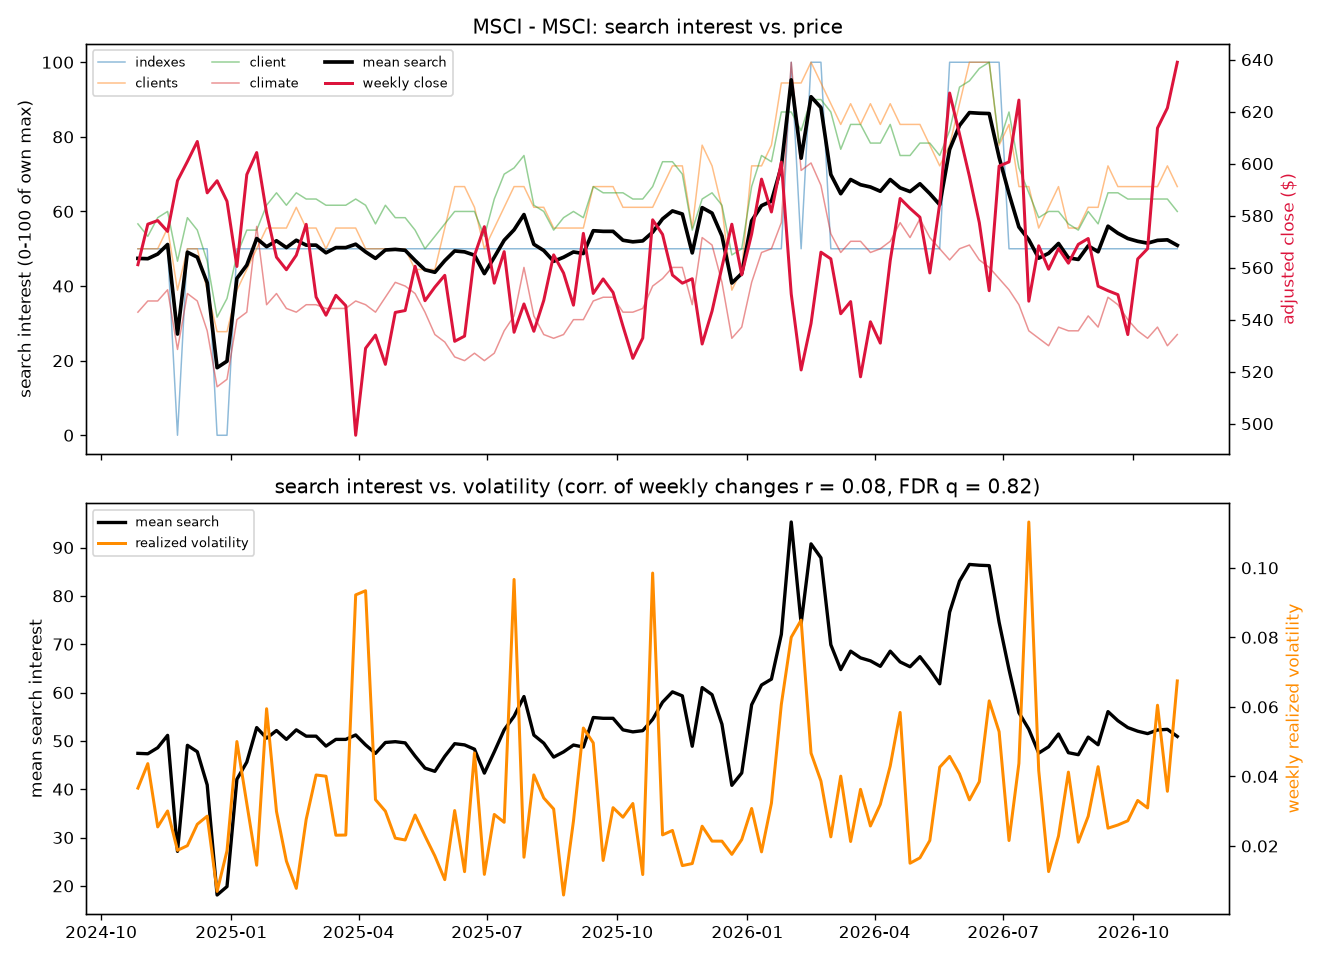 MSCI - MSCI: search interest vs. price
indexes
clients
client
climate
mean search
weekly close
search interest (0-100 of own max)
100
80
60
40
20
0
adjusted close ($)
640
620
600
580
560
540
520
500
search interest vs. volatility (corr. of weekly changes r = 0.08, FDR q = 0.82)
mean search
realized volatility
mean search interest
90
80
70
60
50
40
30
20
weekly realized volatility
0.10
0.08
0.06
0.04
0.02
2024-10
2025-01
2025-04
2025-07
2025-10
2026-01
2026-04
2026-07
2026-10